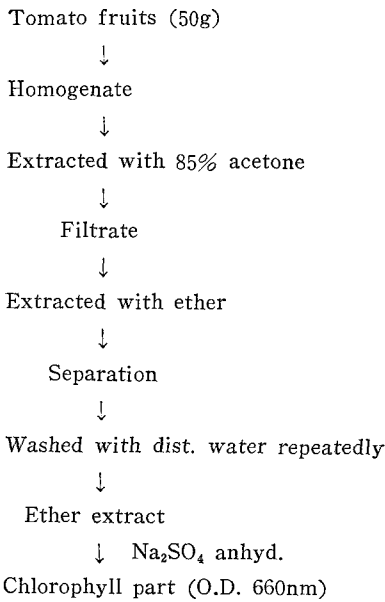 Tomato fruits (50g)
↓
Homogenate
↓
Extracted with 85% acetone
↓
Filtrate
↓
Extracted with ether
↓
Separation
↓
Washed with dist. water repeatedly
↓
Ether extract
↓ Na₂SO₄ anhyd.
Chlorophyll part (O.D. 660nm)